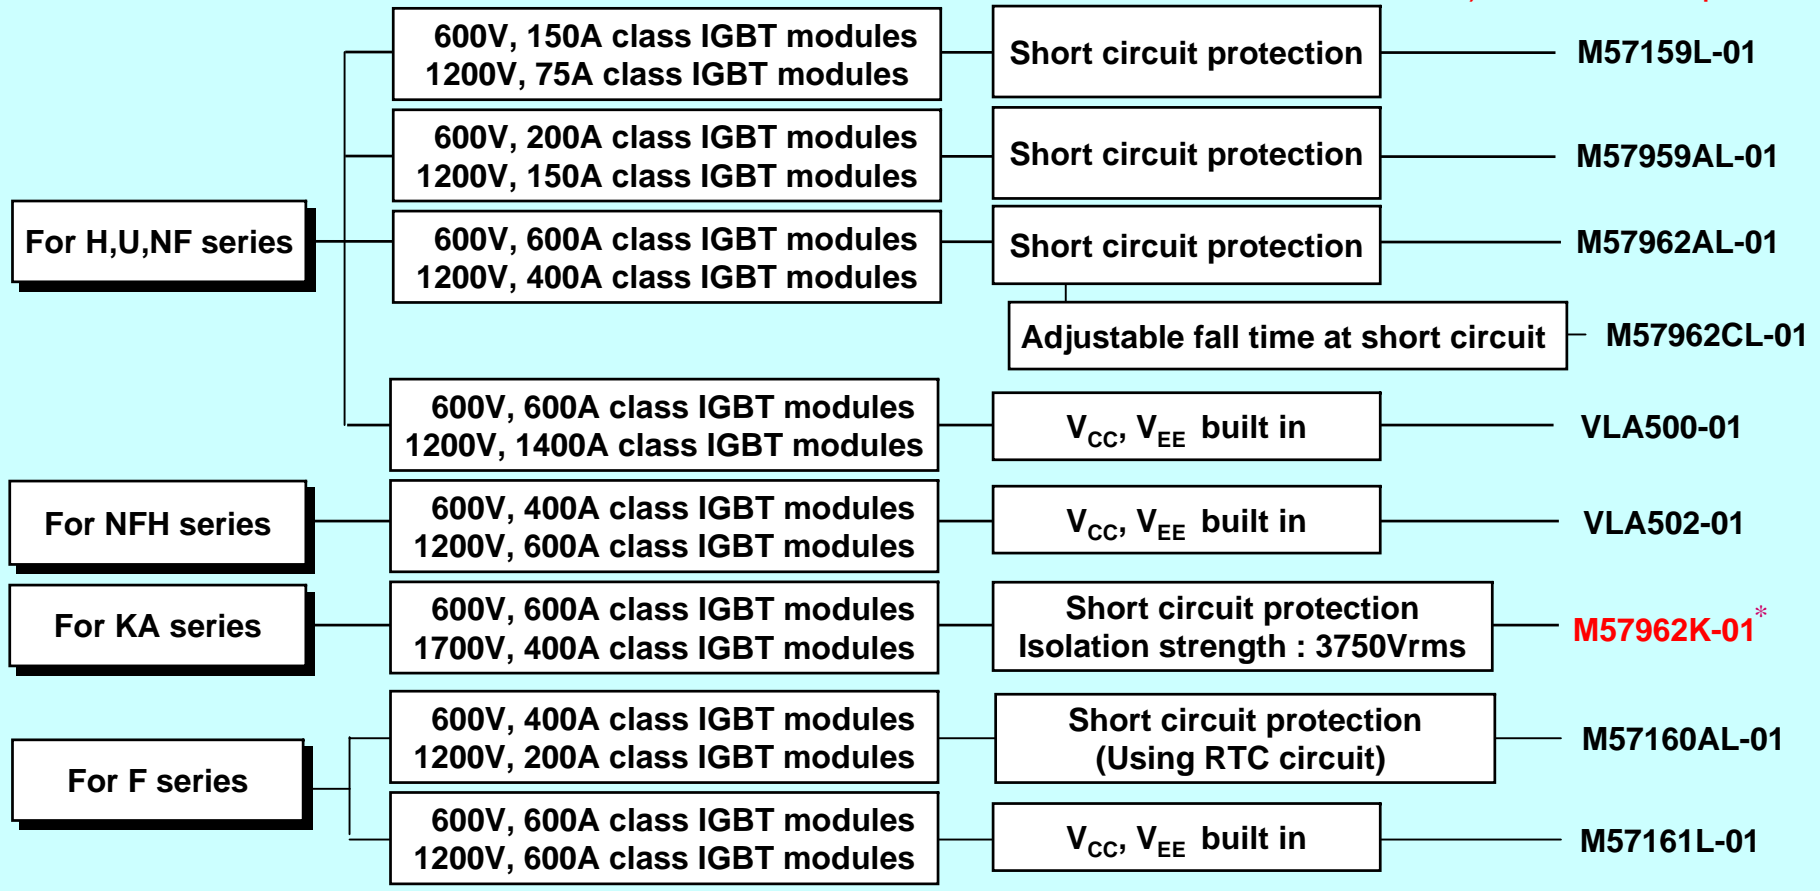 600V, 150A class IGBT modules
1200V, 75A class IGBT modules
Short circuit protection
M57159L-01
600V, 200A class IGBT modules
1200V, 150A class IGBT modules
Short circuit protection
M57959AL-01
For H,U,NF series
600V, 600A class IGBT modules
1200V, 400A class IGBT modules
Short circuit protection
M57962AL-01
Adjustable fall time at short circuit
M57962CL-01
600V, 600A class IGBT modules
1200V, 1400A class IGBT modules
VCC, VEE built in
VLA500-01
For NFH series
600V, 400A class IGBT modules
1200V, 600A class IGBT modules
VCC, VEE built in
VLA502-01
For KA series
600V, 600A class IGBT modules
1700V, 400A class IGBT modules
Short circuit protection
Isolation strength : 3750Vrms
M57962K-01*
For F series
600V, 400A class IGBT modules
1200V, 200A class IGBT modules
Short circuit protection
(Using RTC circuit)
M57160AL-01
600V, 600A class IGBT modules
1200V, 600A class IGBT modules
VCC, VEE built in
M57161L-01